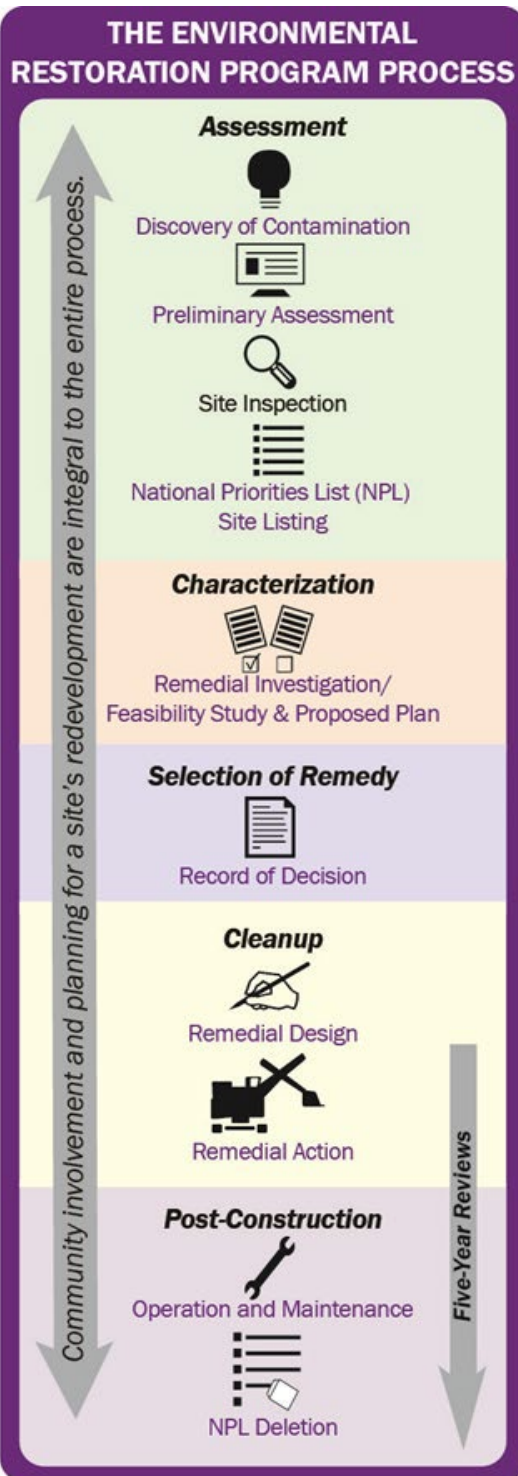 THE ENVIRONMENTAL
RESTORATION PROGRAM PROCESS
Community involvement and planning for a site's redevelopment are integral to the entire process.
Assessment
Discovery of Contamination
Preliminary Assessment
Site Inspection
National Priorities List (NPL)
Site Listing
Characterization
Remedial Investigation/
Feasibility Study & Proposed Plan
Selection of Remedy
Record of Decision
Cleanup
Remedial Design
Remedial Action
Five-Year Reviews
Post-Construction
Operation and Maintenance
NPL Deletion